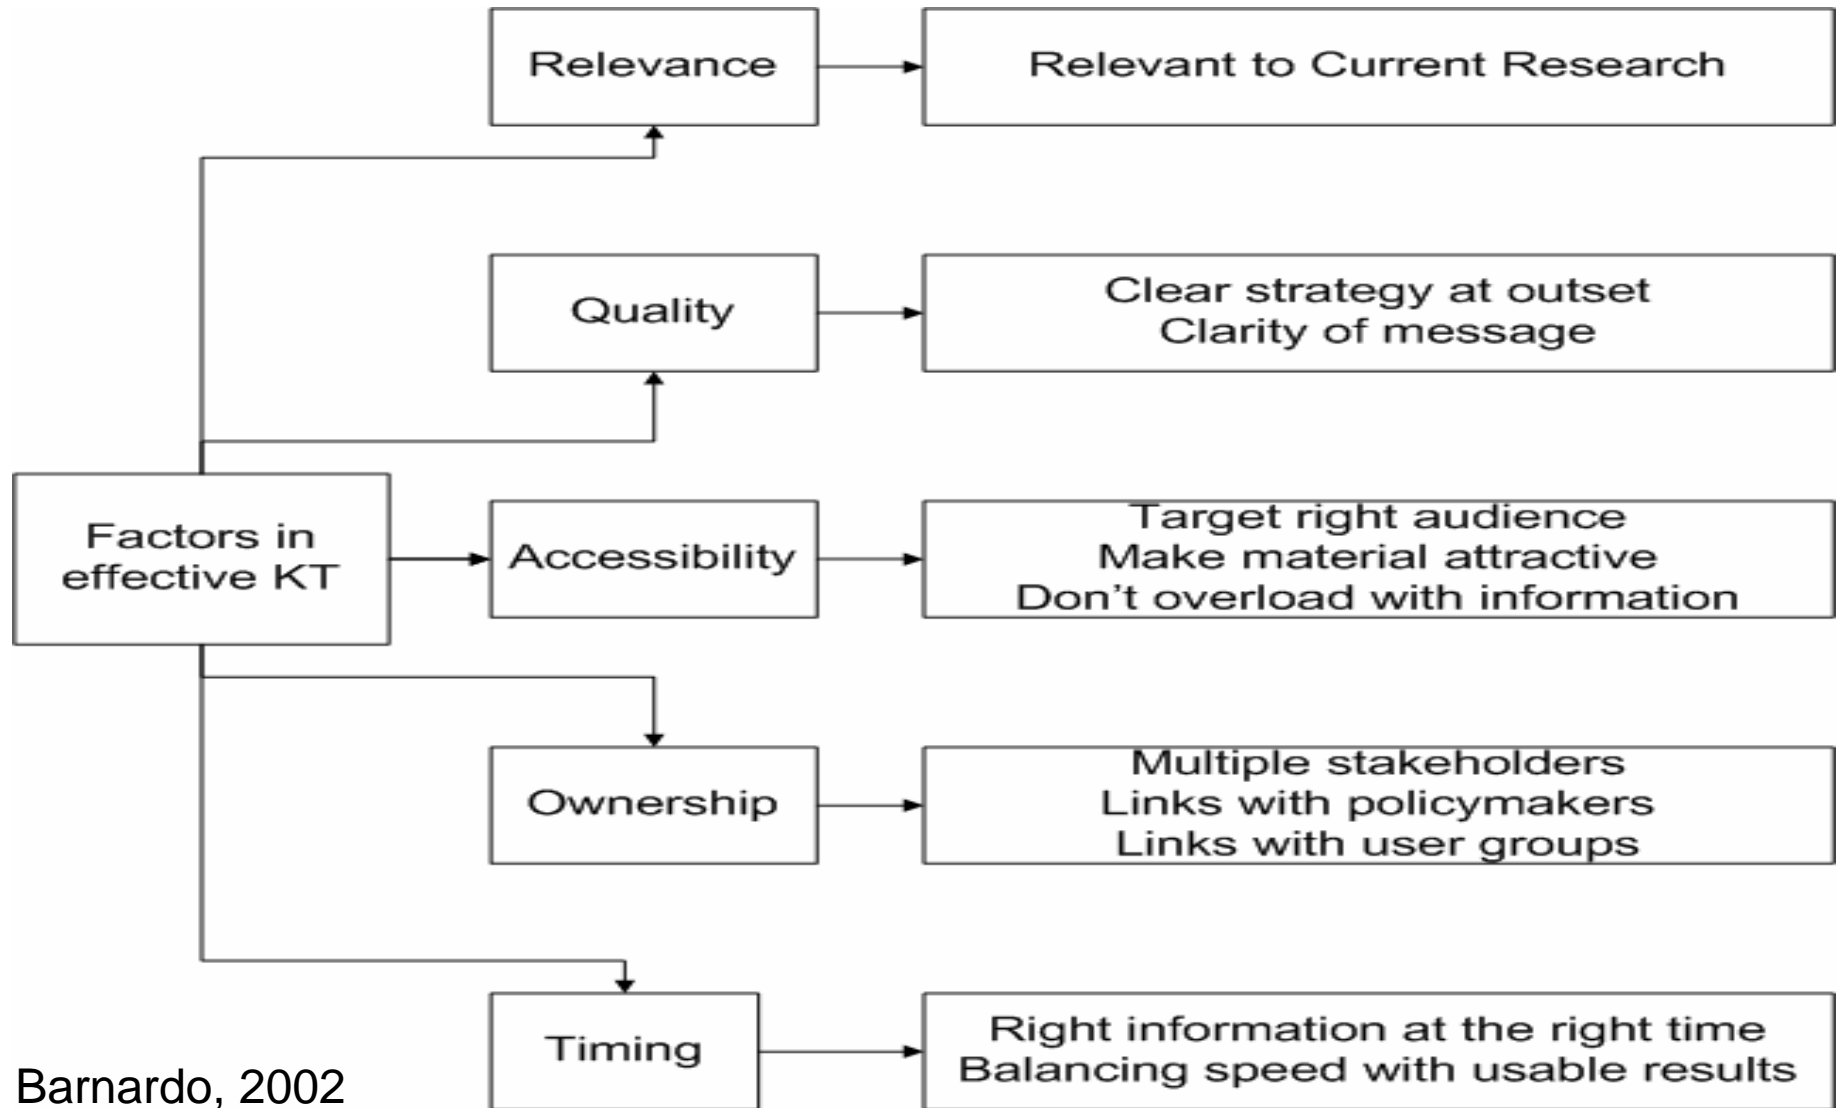 Relevance
Relevant to Current Research
Quality
Clear strategy at outset
Clarity of message
Factors in
effective KT
Accessibility
Target right audience
Make material attractive
Don't overload with information
Ownership
Multiple stakeholders
Links with policymakers
Links with user groups
Timing
Right information at the right time
Balancing speed with usable results
Barnardo, 2002